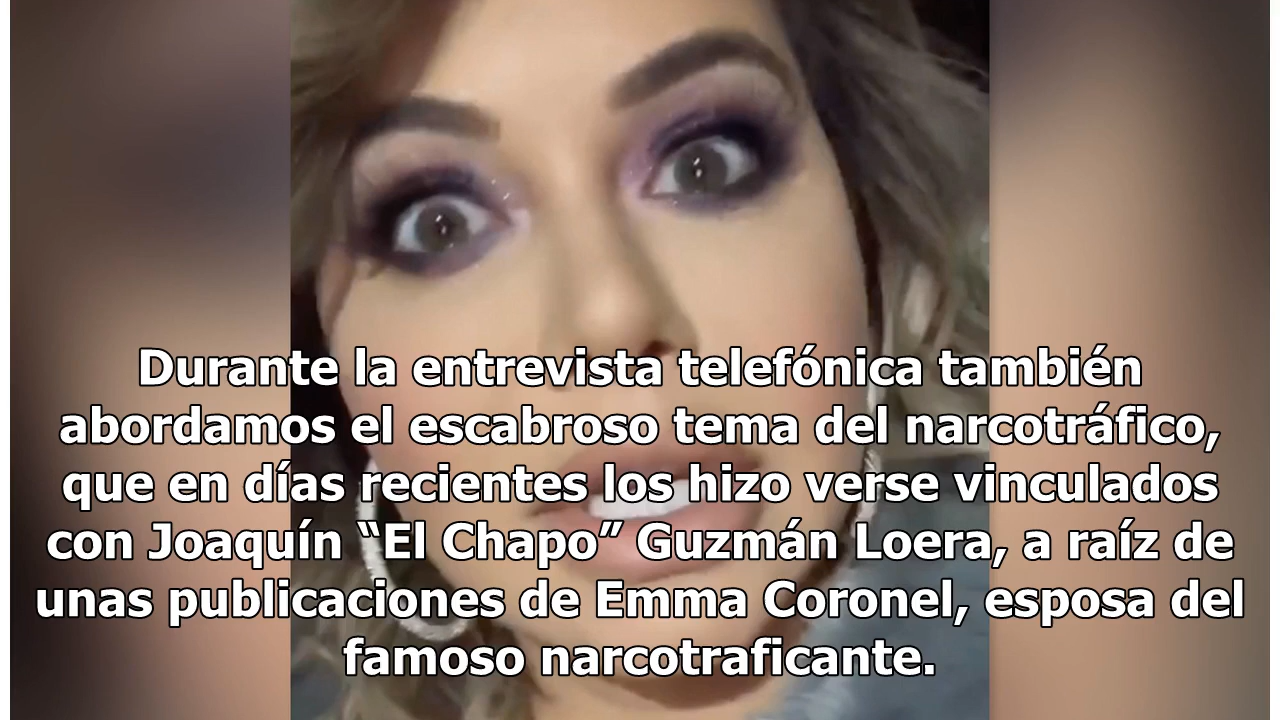 Durante la entrevista telefónica también
abordamos el escabroso tema del narcotráfico,
que en días recientes los hizo verse vinculados
con Joaquín “El Chapo” Guzmán Loera, a raíz de
unas publicaciones de Emma Coronel, esposa del
famoso narcotraficante.